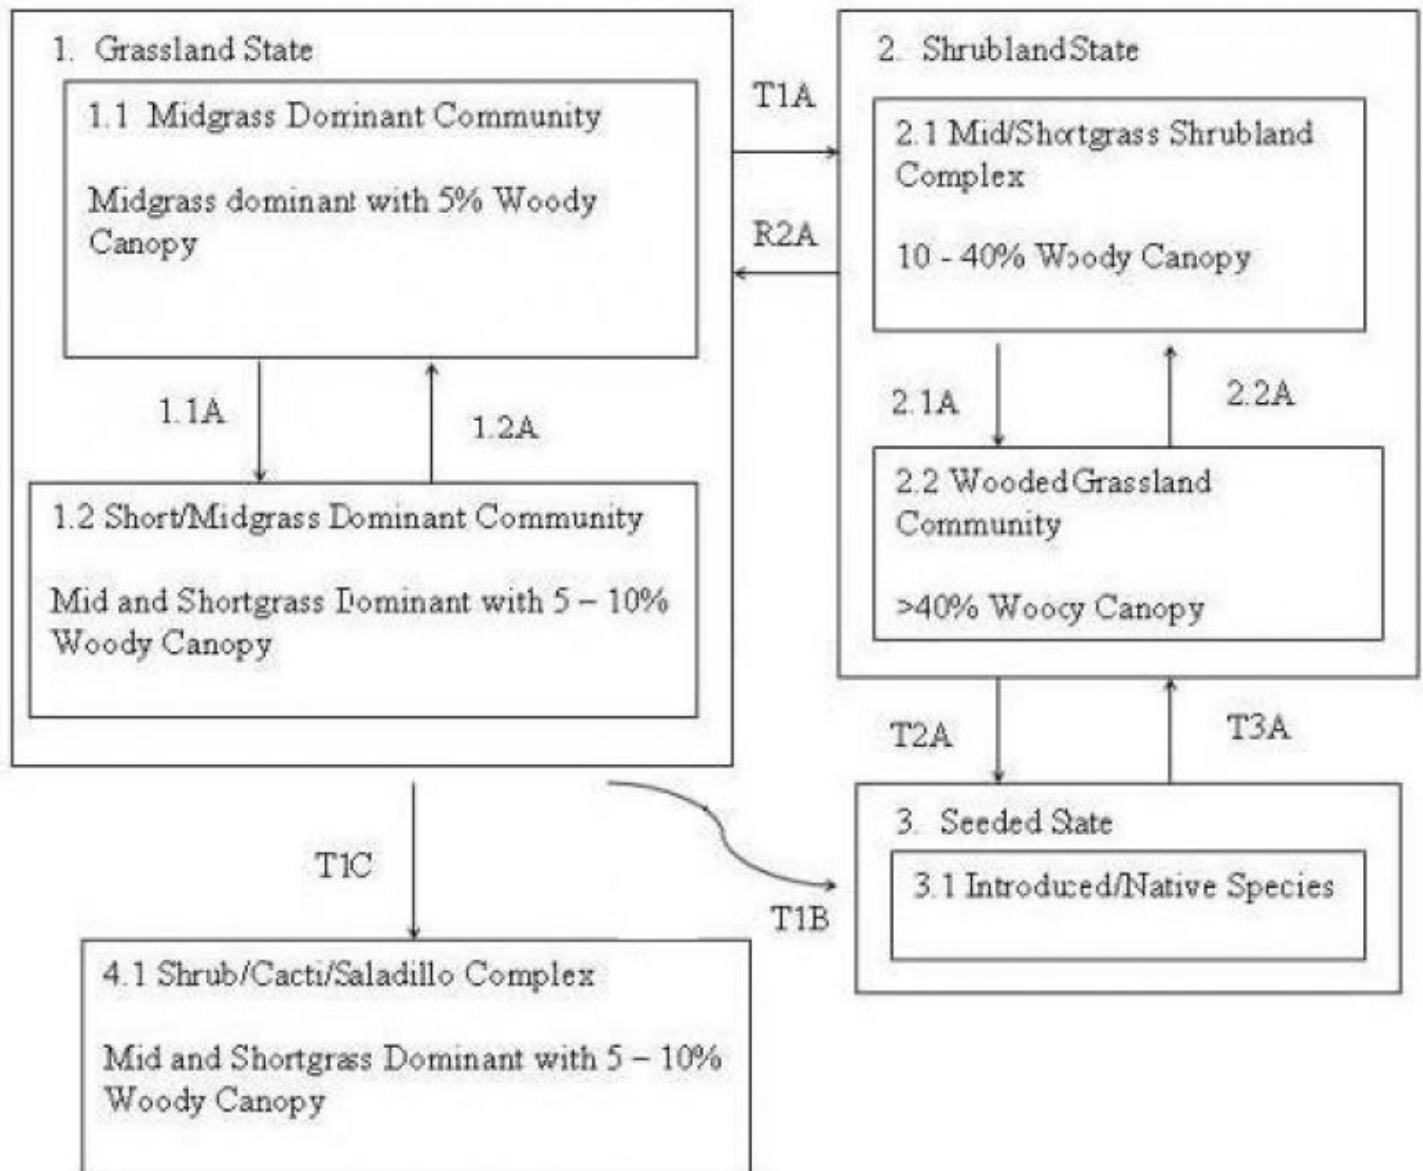 1. Grassland State
1.1 Midgrass Dominant Community
Midgrass dominant with 5% Woody
Canopy
1.1A
1.2A
1.2 Short/Midgrass Dominant Community
Mid and Shortgrass Dominant with 5 – 10%
Woody Canopy
T1A
R2A
2. Shrubland State
2.1 Mid/Shortgrass Shrubland
Complex
10 - 40% Woody Canopy
2.1A
2.2A
2.2 Wooded Grassland
Community
>40% Woody Canopy
T2A
T3A
3. Seeded State
3.1 Introduced/Native Species
T1C
T1B
4.1 Shrub/Cacti/Saladillo Complex
Mid and Shortgrass Dominant with 5 – 10%
Woody Canopy